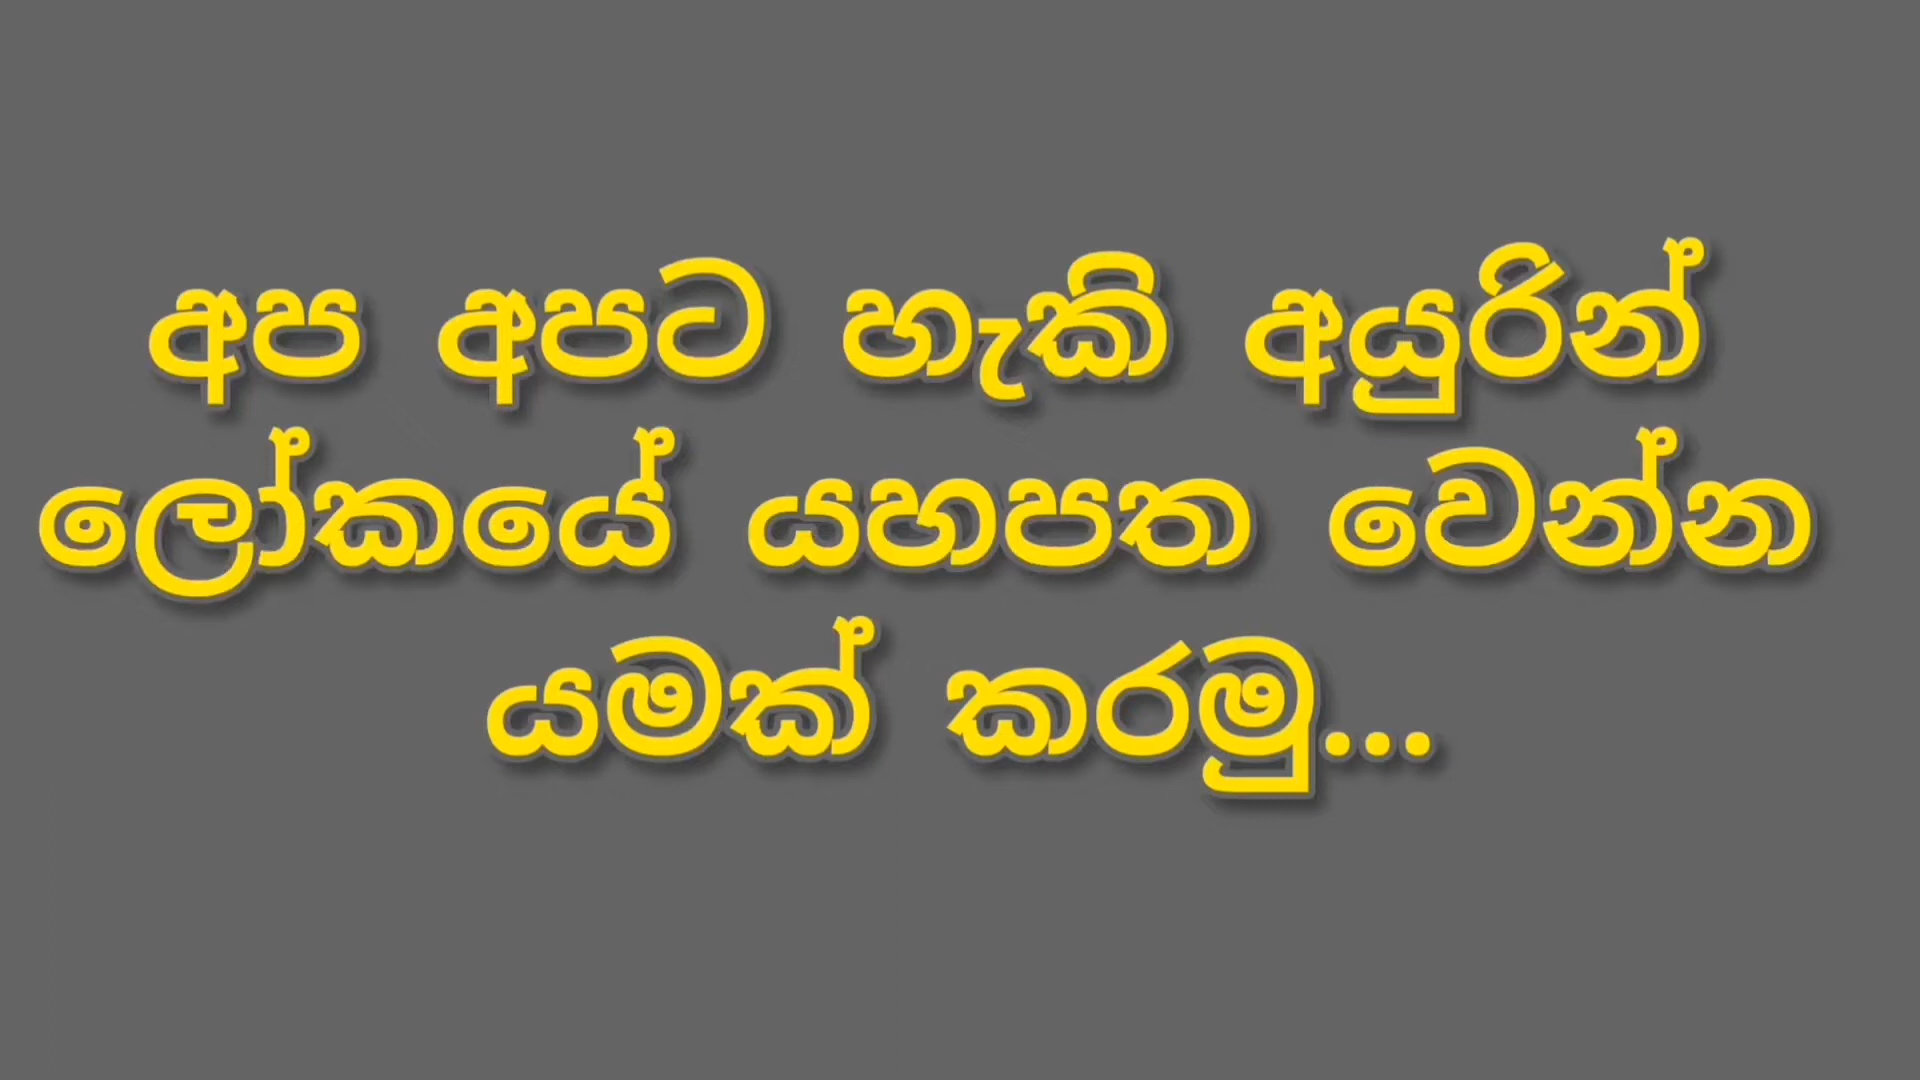 අප අපට හැකි අයුරින්
ලෝකයේ යහපත වෙන්න
යමක් කරමු...